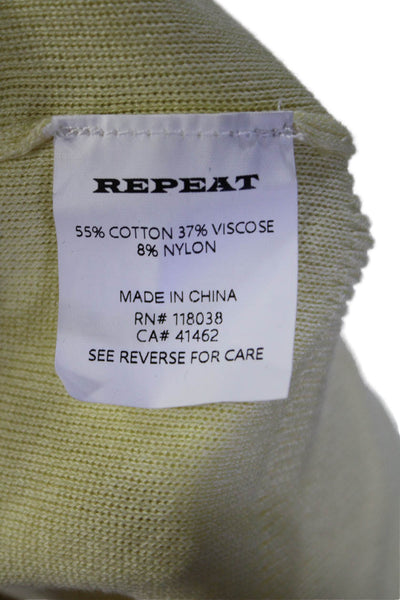 REPEAT
55% COTTON 37% VISCOSE
8% NYLON
MADE IN CHINA
RN# 118038
CA# 41462
SEE REVERSE FOR CARE